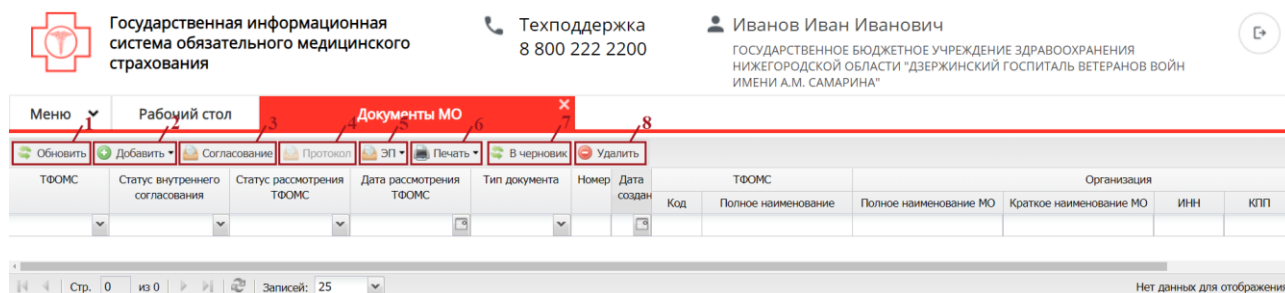 Государственная информационная
система обязательного медицинского
страхования
Техподдержка
8 800 222 2200
Иванов Иван Иванович
ГОСУДАРСТВЕННОЕ БЮДЖЕТНОЕ УЧРЕЖДЕНИЕ ЗДРАВООХРАНЕНИЯ
НИЖЕГОРОДСКОЙ ОБЛАСТИ "ДЗЕРЖИНСКИЙ ГОСПИТАЛЬ ВЕТЕРАНОВ ВОЙН
ИМЕНИ А.М. САМАРИНА"
Меню Рабочий стол Документы МО
1 2 3 4 5 6 7 8
Обновить Добавить Согласование Протокол ЭП Печать В черновик Удалить
ТФОМС Статус внутреннего согласования Статус рассмотрения ТФОМС Дата рассмотрения ТФОМС Тип документа Номер Дата создан ТФОМС Организация
Код Полное наименование Полное наименование МО Краткое наименование МО ИНН КПП
Стр. 0 из 0 Записей: 25 Нет данных для отображени